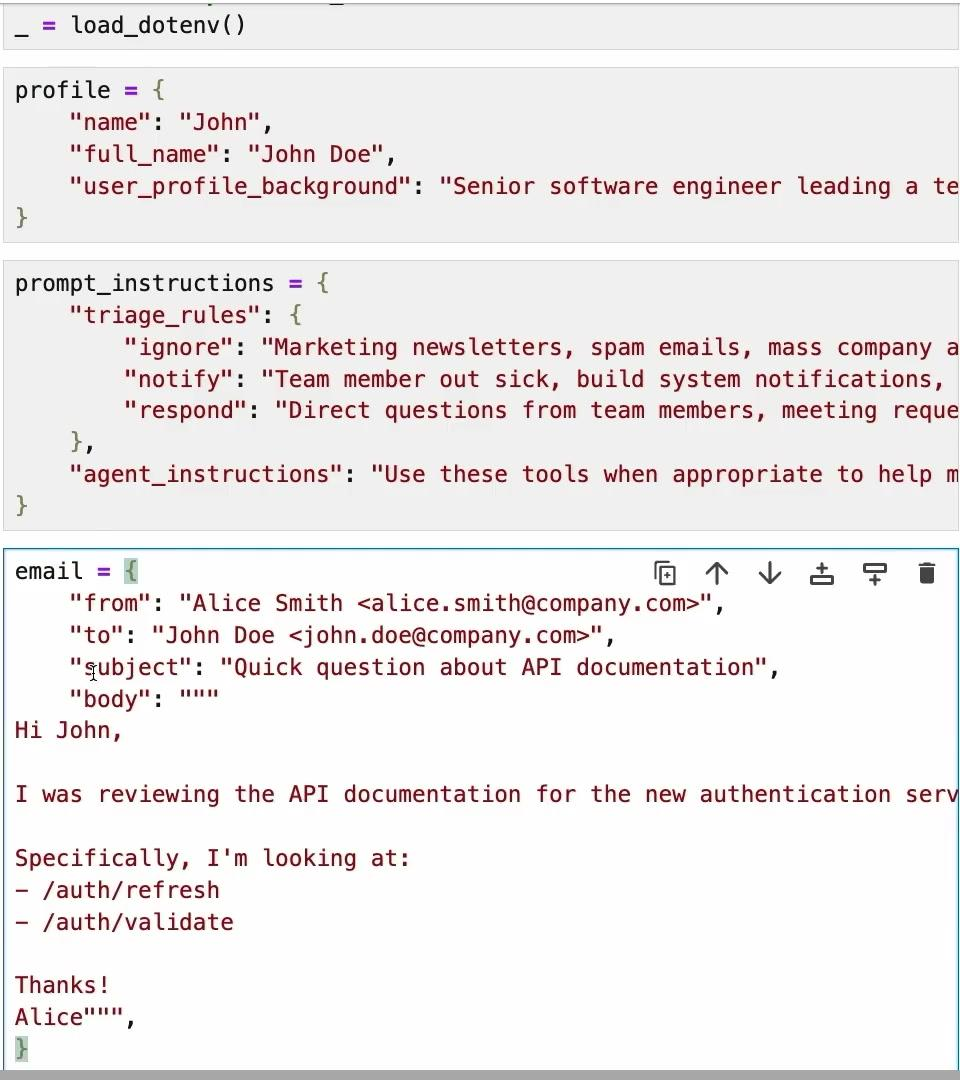 _ = load_dotenv()
profile = {
    "name": "John",
    "full_name": "John Doe",
    "user_profile_background": "Senior software engineer leading a te
}
prompt_instructions = {
    "triage_rules": {
        "ignore": "Marketing newsletters, spam emails, mass company a
        "notify": "Team member out sick, build system notifications,
        "respond": "Direct questions from team members, meeting reque
    },
    "agent_instructions": "Use these tools when appropriate to help m
}
email = {
    "from": "Alice Smith <alice.smith@company.com>",
    "to": "John Doe <john.doe@company.com>",
    "subject": "Quick question about API documentation",
    "body": """
Hi John,
I was reviewing the API documentation for the new authentication serv
Specifically, I'm looking at:
- /auth/refresh
- /auth/validate
Thanks!
Alice""",
}